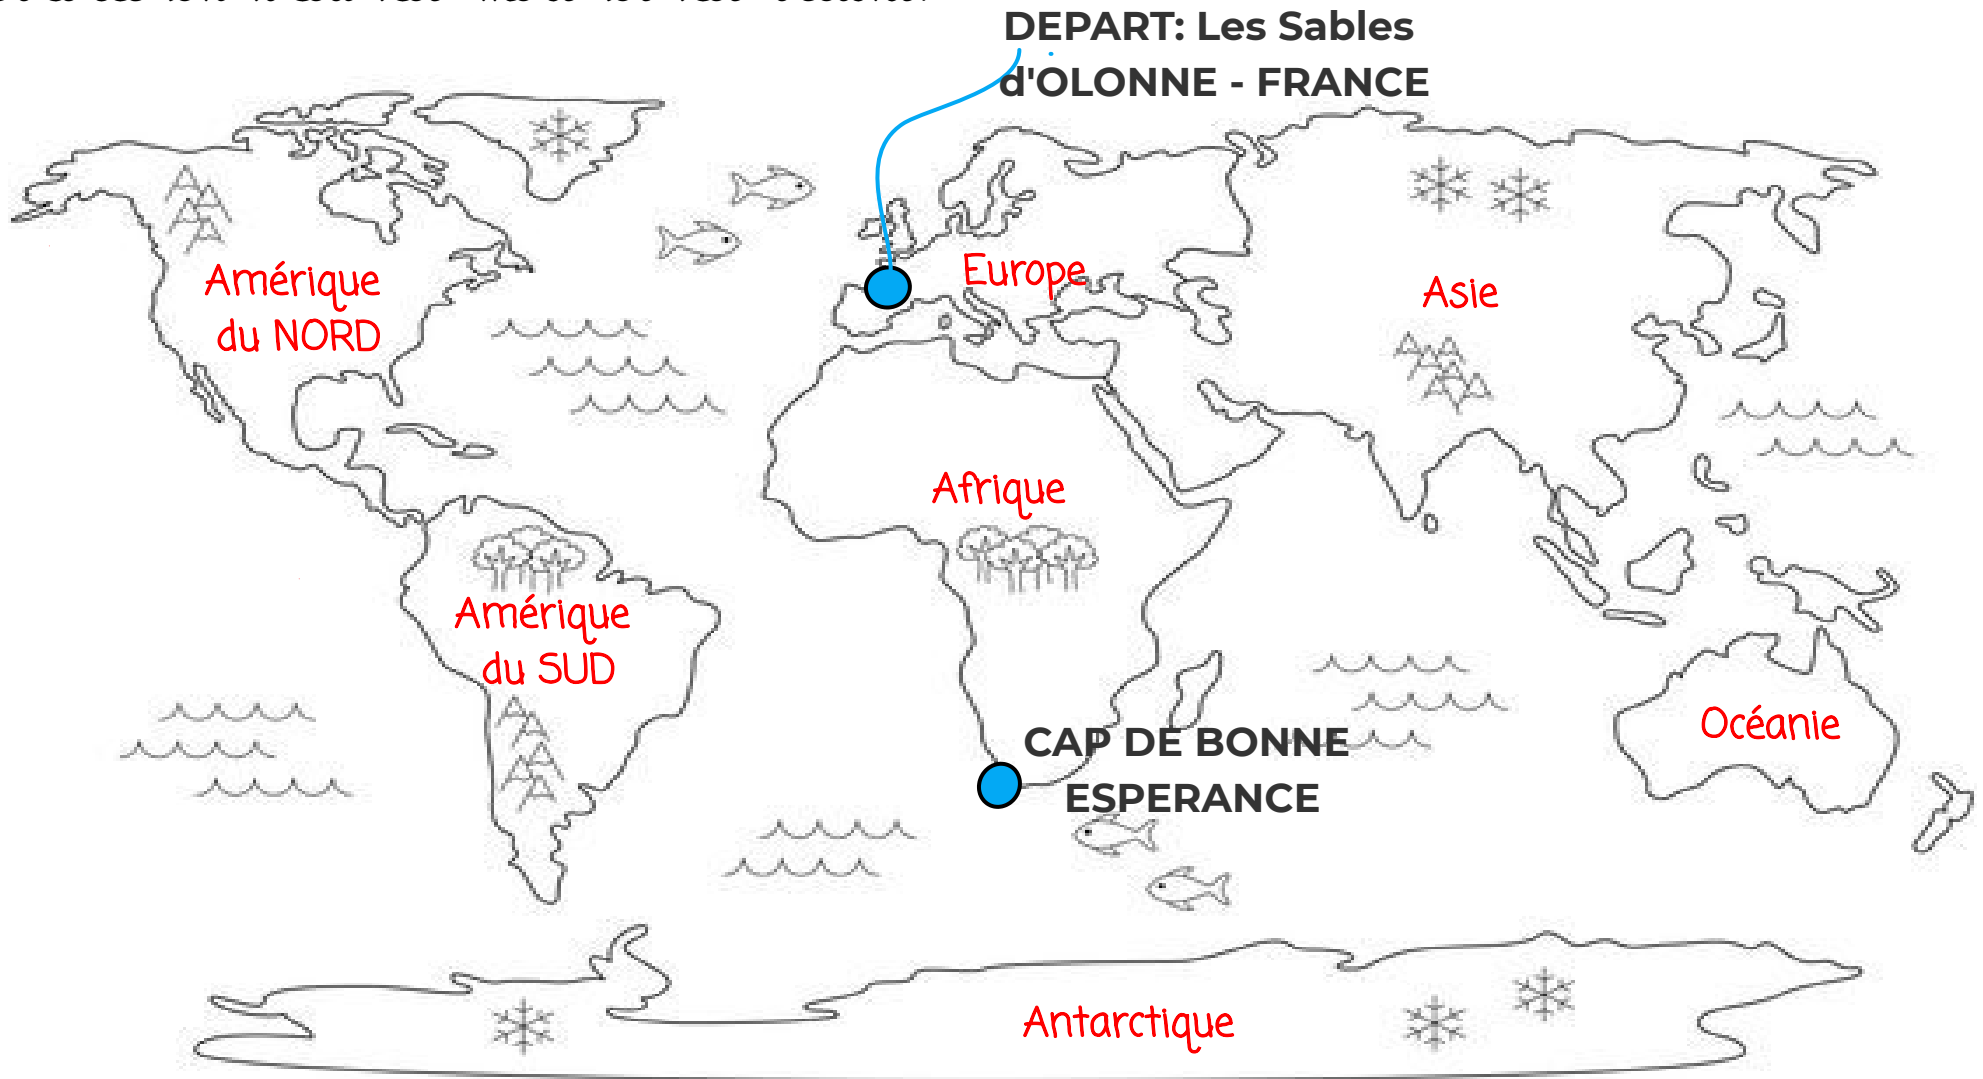 DEPART: Les Sables
d'OLONNE - FRANCE
Amérique
du NORD
Europe
Asie
Afrique
Amérique
du SUD
Océanie
CAP DE BONNE
ESPERANCE
Antarctique